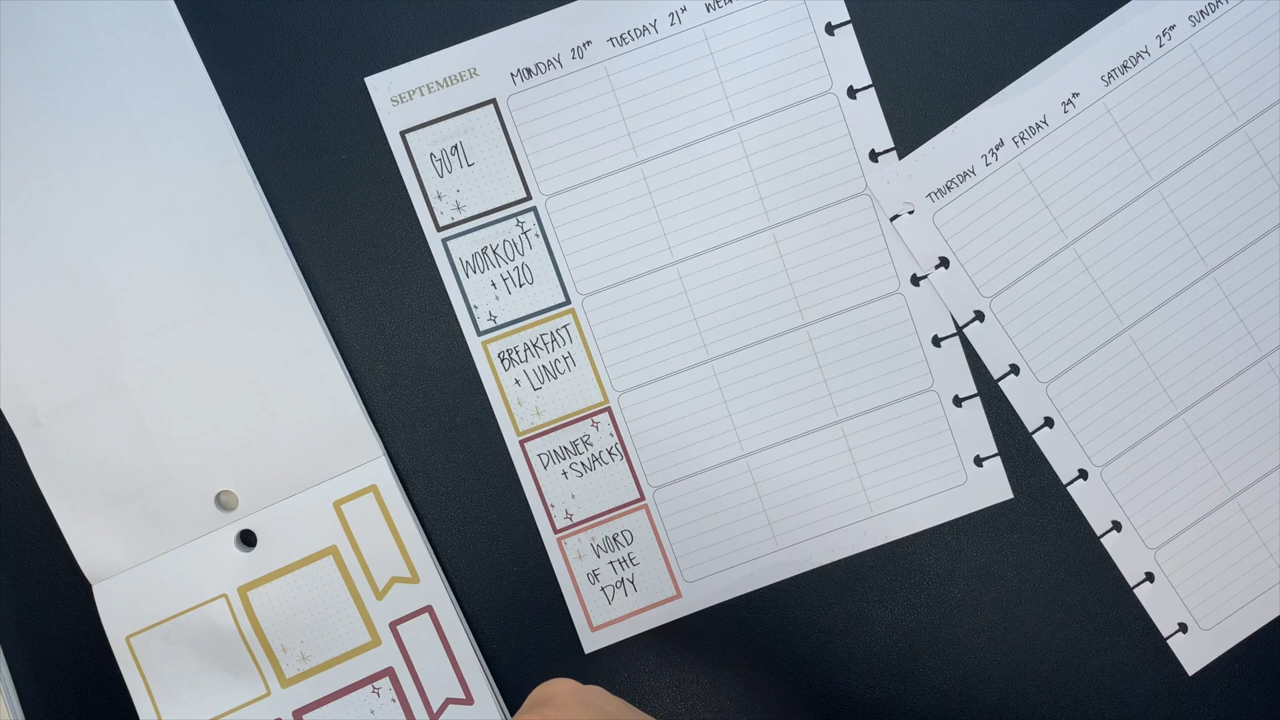 SEPTEMBER
MONDAY 20th TUESDAY 21st
GOAL
WORKOUT
+ H20
BREAKFAST
+ LUNCH
DINNER
+SNACKS
WORD
OF THE
DAY
THURSDAY 23rd FRIDAY 24th SATURDAY 25th SUNDAY